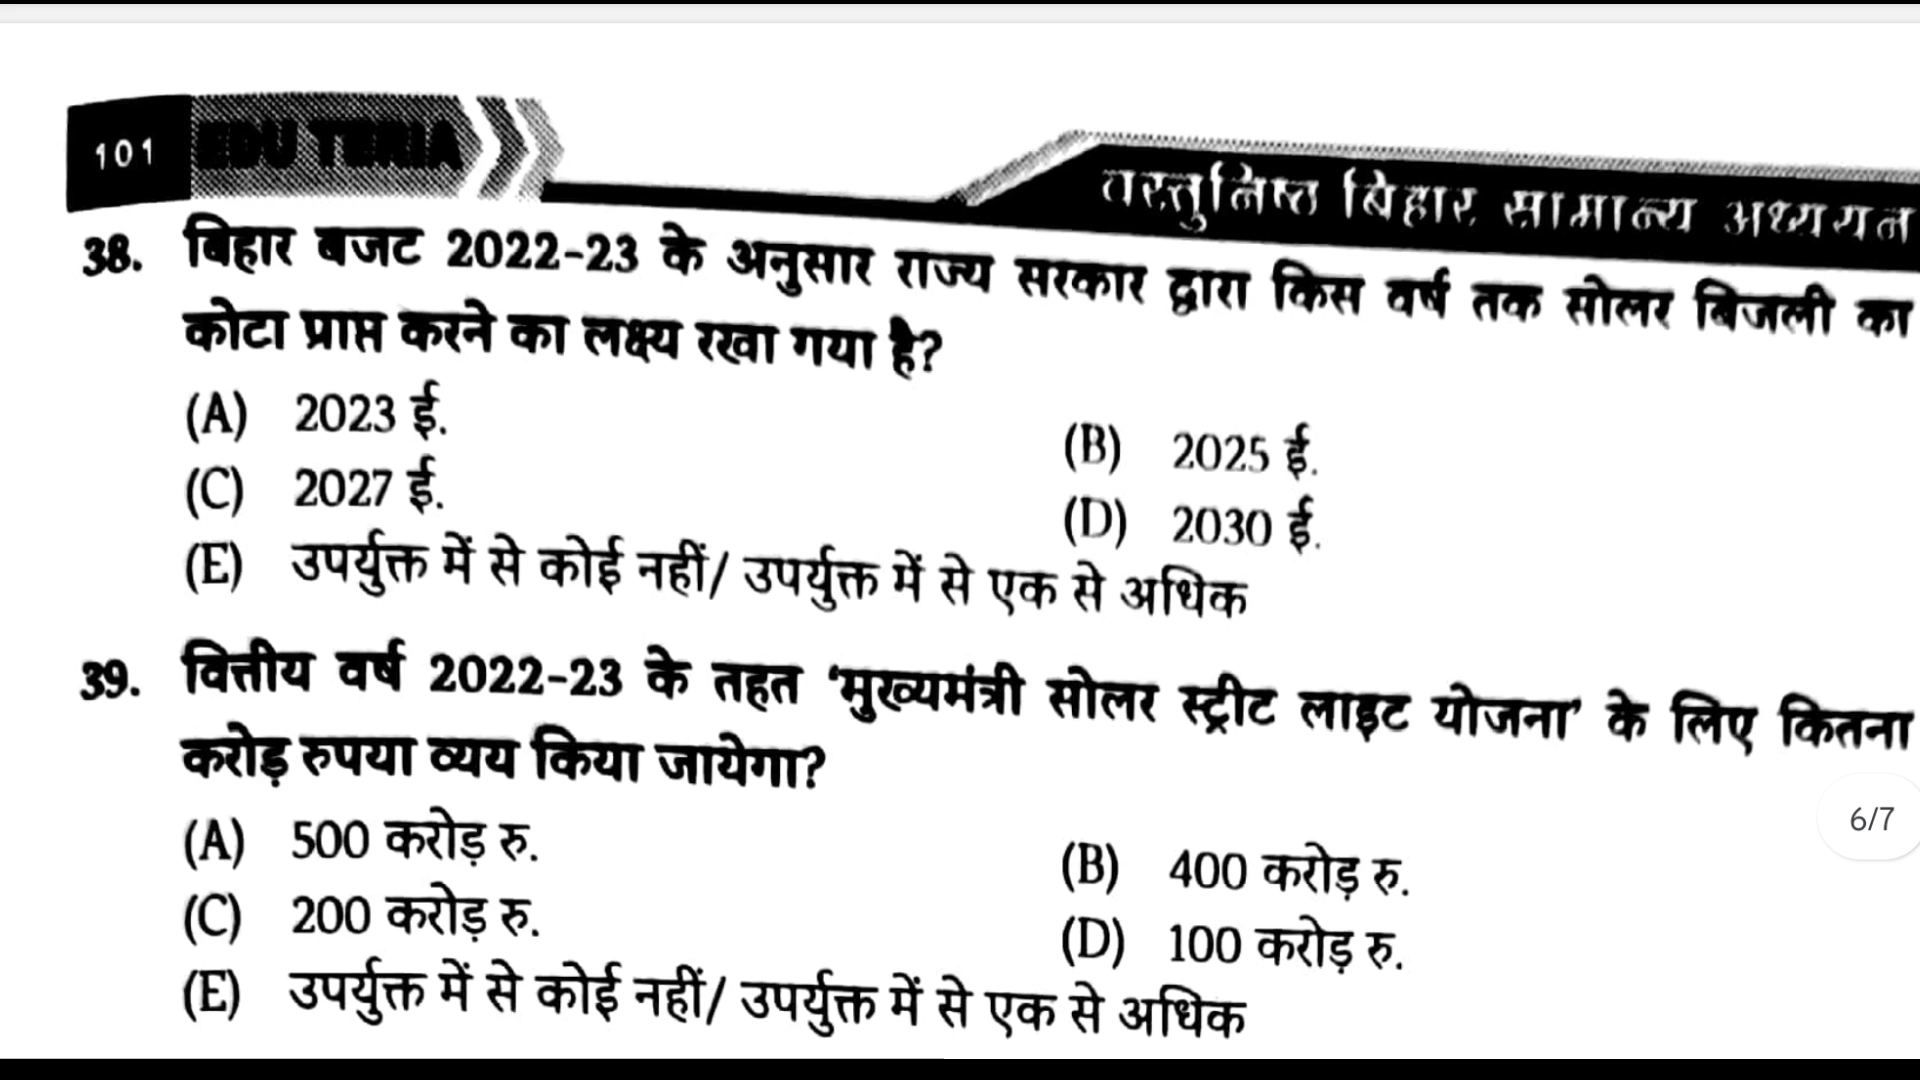 101 EDU TERIA
वस्तुनिष्ठ बिहार सामान्य अध्ययन
38. बिहार बजट 2022-23 के अनुसार राज्य सरकार द्वारा किस वर्ष तक सोलर बिजली का
कोटा प्राप्त करने का लक्ष्य रखा गया है?
(A) 2023 ई.
(B) 2025 ई.
(C) 2027 ई.
(D) 2030 ई.
(E) उपर्युक्त में से कोई नहीं/ उपर्युक्त में से एक से अधिक
39. वित्तीय वर्ष 2022-23 के तहत ‘मुख्यमंत्री सोलर स्ट्रीट लाइट योजना’ के लिए कितना
करोड़ रुपया व्यय किया जायेगा?
6/7
(A) 500 करोड़ रु.
(B) 400 करोड़ रु.
(C) 200 करोड़ रु.
(D) 100 करोड़ रु.
(E) उपर्युक्त में से कोई नहीं/ उपर्युक्त में से एक से अधिक